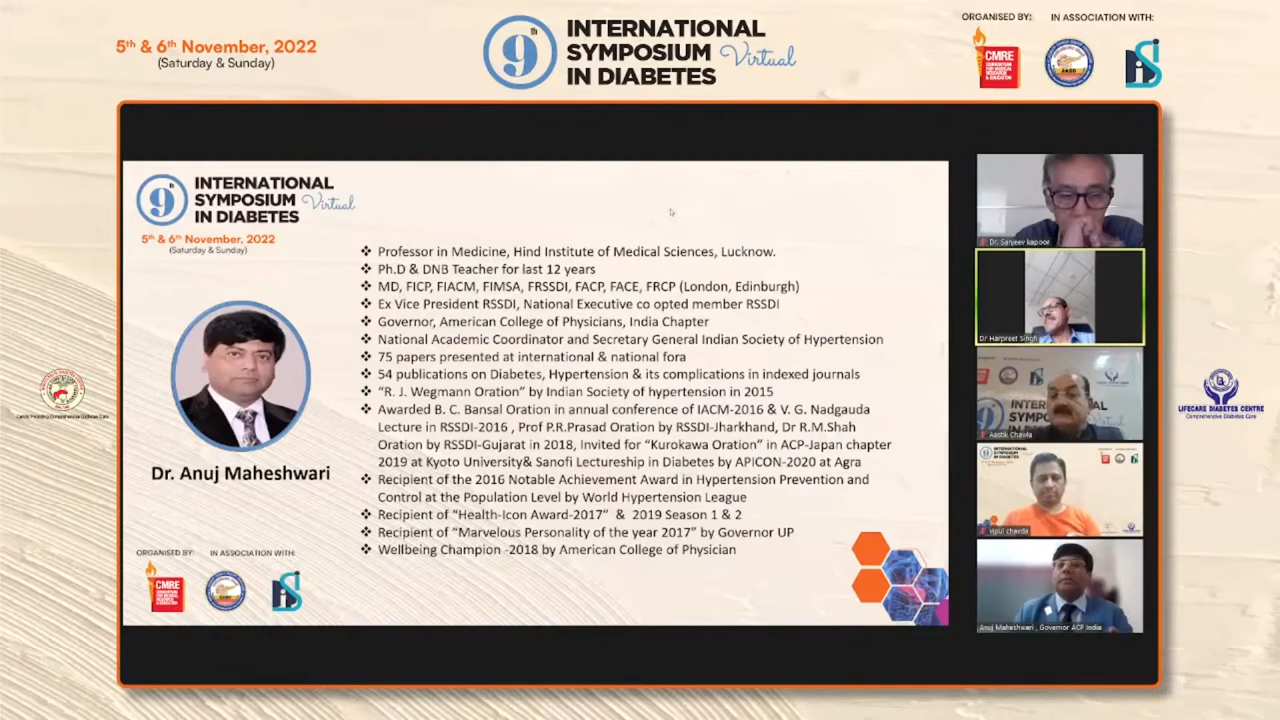 5th & 6th November, 2022
(Saturday & Sunday)
9th
INTERNATIONAL
SYMPOSIUM Virtual
IN DIABETES
ORGANISED BY:
IN ASSOCIATION WITH:
CMRE
CONSORTIUM
FOR MEDICAL
RESEARCH
& EDUCATION
9th
INTERNATIONAL
SYMPOSIUM Virtual
IN DIABETES
5th & 6th November, 2022
(Saturday & Sunday)
Dr. Anuj Maheshwari
❖ Professor in Medicine, Hind Institute of Medical Sciences, Lucknow.
❖ Ph.D & DNB Teacher for last 12 years
❖ MD, FICP, FIACM, FIMSA, FRSSDI, FACP, FACE, FRCP (London, Edinburgh)
❖ Ex Vice President RSSDI, National Executive co opted member RSSDI
❖ Governor, American College of Physicians, India Chapter
❖ National Academic Coordinator and Secretary General Indian Society of Hypertension
❖ 75 papers presented at international & national fora
❖ 54 publications on Diabetes, Hypertension & its complications in indexed journals
❖ "R. J. Wegmann Oration" by Indian Society of hypertension in 2015
❖ Awarded B. C. Bansal Oration in annual conference of IACM-2016 & V. G. Nadgauda
Lecture in RSSDI-2016, Prof P.R.Prasad Oration by RSSDI-Jharkhand, Dr R.M.Shah
Oration by RSSDI-Gujarat in 2018, Invited for "Kurokawa Oration" in ACP-Japan chapter
2019 at Kyoto University& Sanofi Lectureship in Diabetes by APICON-2020 at Agra
❖ Recipient of the 2016 Notable Achievement Award in Hypertension Prevention and
Control at the Population Level by World Hypertension League
❖ Recipient of "Health-Icon Award-2017" & 2019 Season 1 & 2
❖ Recipient of "Marvelous Personality of the year 2017" by Governor UP
❖ Wellbeing Champion -2018 by American College of Physician
ORGANISED BY:
IN ASSOCIATION WITH:
CMRE
Dr. Sanjeev kapoor
Dr Harpreet Singh
Aastik Chawla
vipul chavda
Anuj Maheshwari , Governor ACP India
LIFECARE DIABETES CENTRE
Comprehensive Diabetes Care